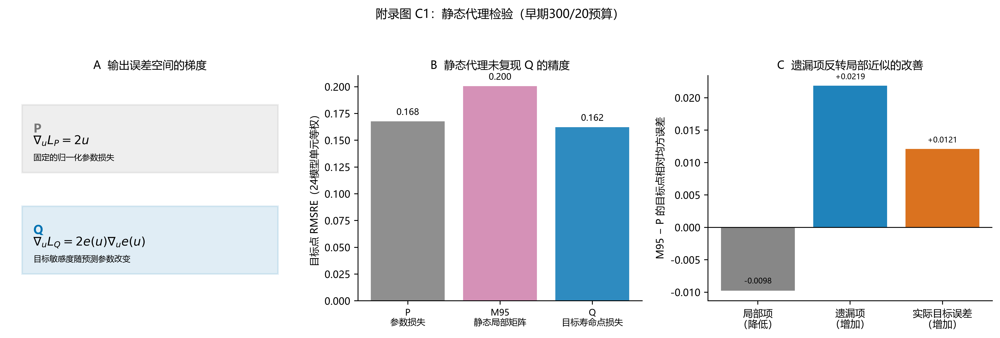 附录图 C1：静态代理检验（早期300/20预算）
A 输出误差空间的梯度
P
∇uLP = 2u
固定的归一化参数损失
Q
∇uLQ = 2e(u)∇ue(u)
目标敏感度随预测参数改变
B 静态代理未复现 Q 的精度
目标点 RMSRE（24模型单元等权）
0.200
0.175
0.150
0.125
0.100
0.075
0.050
0.025
0.000
0.168
0.200
0.162
P
参数损失
M95
静态局部矩阵
Q
目标寿命点损失
C 遗漏项反转局部近似的改善
M95 − P 的目标点相对均方误差
0.020
0.015
0.010
0.005
0.000
-0.005
-0.010
-0.0098
+0.0219
+0.0121
局部项
（降低）
遗漏项
（增加）
实际目标误差
（增加）